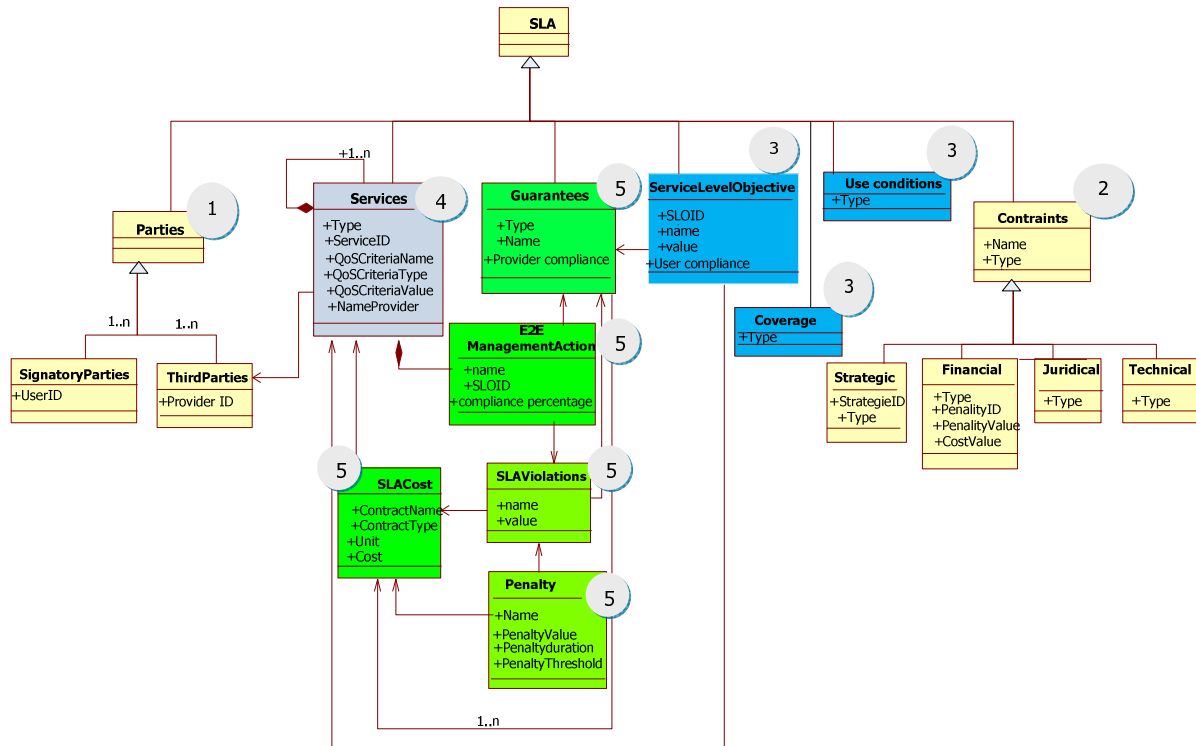 SLA
+1..n
3
3
5
4
1
2
3
5
5
5
5
5
Parties
1..n
1..n
SignatoryParties
+UserID
ThirdParties
+Provider ID
Services
+Type
+ServiceID
+QoSCriteriaName
+QoSCriteriaType
+QoSCriteriaValue
+NameProvider
Guarantees
+Type
+Name
+Provider compliance
ServiceLevelObjective
+SLOID
+name
+value
+User compliance
Use conditions
+Type
Coverage
+Type
Contraints
+Name
+Type
Strategic
+StrategieID
+Type
Financial
+Type
+PenalityID
+PenalityValue
+CostValue
Juridical
+Type
Technical
+Type
E2E
ManagementAction
+name
+SLOID
+compliance percentage
SLACost
+ContractName
+ContractType
+Unit
+Cost
SLAViolations
+name
+value
Penalty
+Name
+PenaltyValue
+Penaltyduration
+PenaltyThreshold
1..n